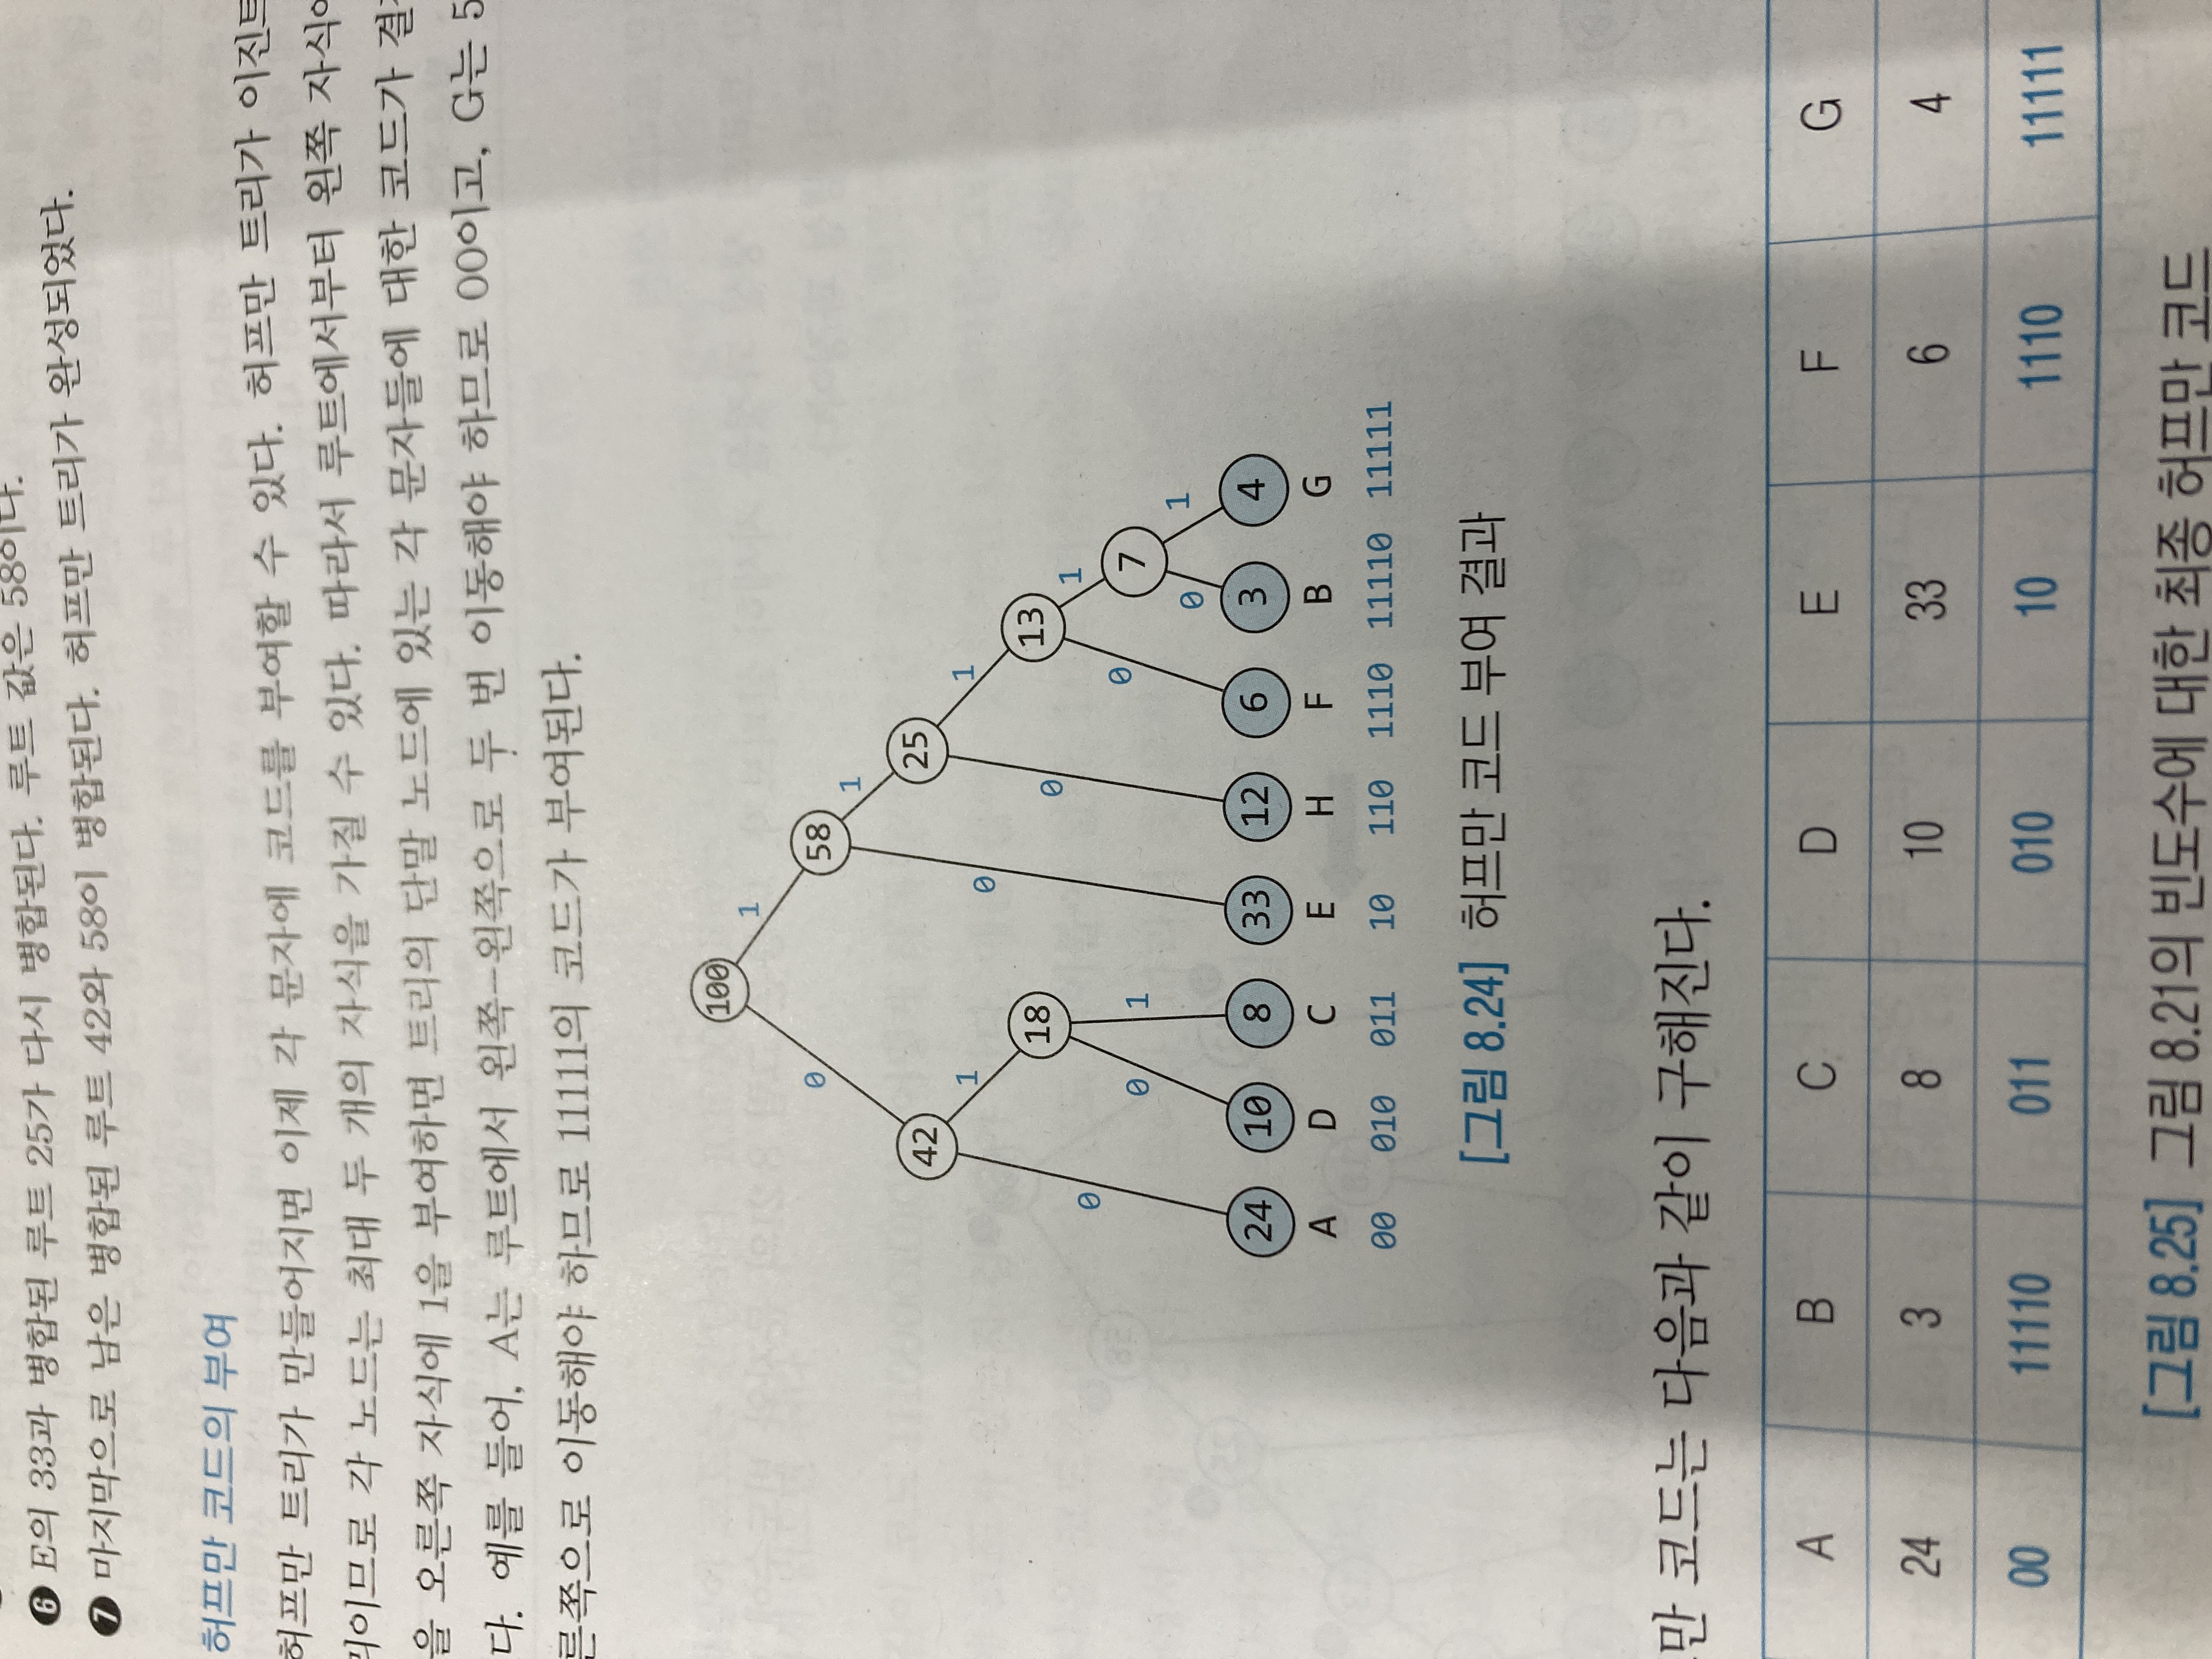 ❻ E의 33과 병합된 루트 25가 다시 병합된다. 루트 값은 58이다.
❼ 마지막으로 남은 병합된 루트 42와 58이 병합된다. 허프만 트리가 완성되었다.
허프만 코드의 부여
허프만 트리가 만들어지면 이제 각 문자에 코드를 부여할 수 있다. 허프만 트리가 이진트
리이므로 각 노드는 최대 두 개의 자식을 가질 수 있다. 따라서 루트에서부터 왼쪽 자식에
을 오른쪽 자식에 1을 부여하면 트리의 단말 노드에 있는 각 문자들에 대한 코드가 결
다. 예를 들어, A는 루트에서 왼쪽-왼쪽으로 두 번 이동해야 하므로 00이고, G는 5
른쪽으로 이동해야 하므로 11111의 코드가 부여된다.
100
1
0
58
1
42
25
1
0
1
18
13
0
0
1
0
1
0
7
0
1
24 10 8 33 12 6 3 4
A D C E H F B G
00 010 011 10 110 1110 11110 11111
[그림 8.24] 허프만 코드 부여 결과
만 코드는 다음과 같이 구해진다.
A B C D E F G
24 3 8 10 33 6 4
00 11110 011 010 10 1110 11111
[그림 8.25] 그림 8.21의 빈도수에 대한 최종 허프만 코드